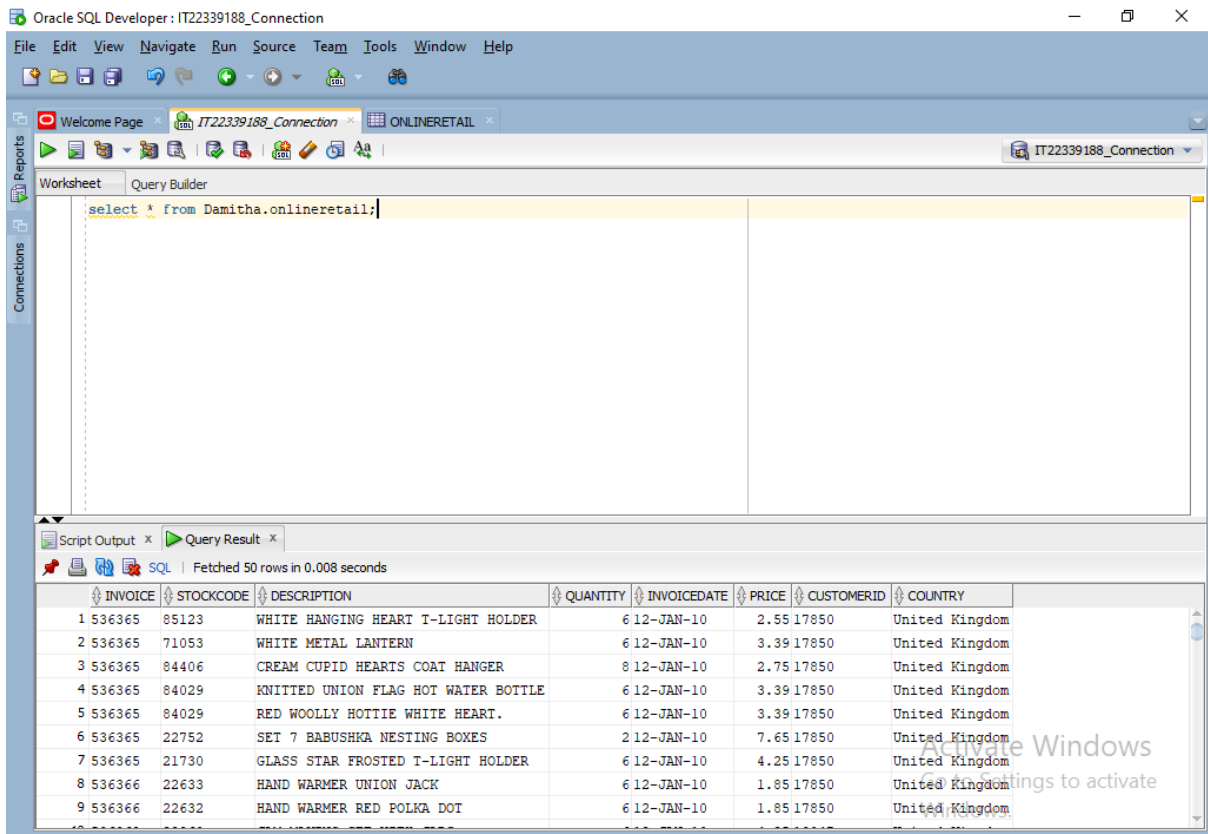 Oracle SQL Developer : IT22339188_Connection
File Edit View Navigate Run Source Team Tools Window Help
Welcome Page IT22339188_Connection ONLINERETAIL
Reports
Connections
IT22339188_Connection
Worksheet Query Builder
select * from Damitha.onlineretail;
Script Output x Query Result x
SQL | Fetched 50 rows in 0.008 seconds
INVOICE STOCKCODE DESCRIPTION QUANTITY INVOICEDATE PRICE CUSTOMERID COUNTRY
1 536365 85123 WHITE HANGING HEART T-LIGHT HOLDER 6 12-JAN-10 2.55 17850 United Kingdom
2 536365 71053 WHITE METAL LANTERN 6 12-JAN-10 3.39 17850 United Kingdom
3 536365 84406 CREAM CUPID HEARTS COAT HANGER 8 12-JAN-10 2.75 17850 United Kingdom
4 536365 84029 KNITTED UNION FLAG HOT WATER BOTTLE 6 12-JAN-10 3.39 17850 United Kingdom
5 536365 84029 RED WOOLLY HOTTIE WHITE HEART. 6 12-JAN-10 3.39 17850 United Kingdom
6 536365 22752 SET 7 BABUSHKA NESTING BOXES 2 12-JAN-10 7.65 17850 United Kingdom
7 536365 21730 GLASS STAR FROSTED T-LIGHT HOLDER 6 12-JAN-10 4.25 17850 United Kingdom
8 536366 22633 HAND WARMER UNION JACK 6 12-JAN-10 1.85 17850 United Kingdom
9 536366 22632 HAND WARMER RED POLKA DOT 6 12-JAN-10 1.85 17850 United Kingdom
Activate Windows
Go to Settings to activate
Windows.